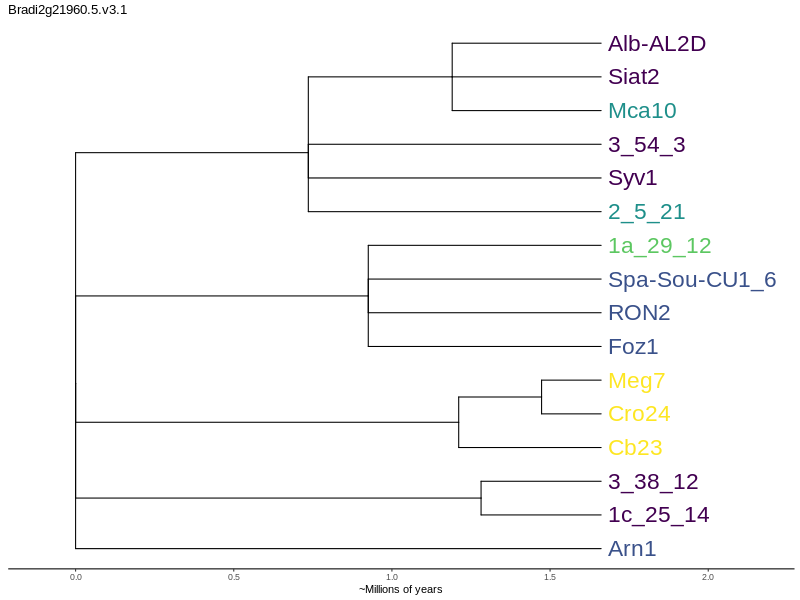 Bradi2g21960.5.v3.1
Alb-AL2D
Siat2
Mca10
3_54_3
Syv1
2_5_21
1a_29_12
Spa-Sou-CU1_6
RON2
Foz1
Meg7
Cro24
Cb23
3_38_12
1c_25_14
Arn1
0.0 0.5 1.0 1.5 2.0
~Millions of years